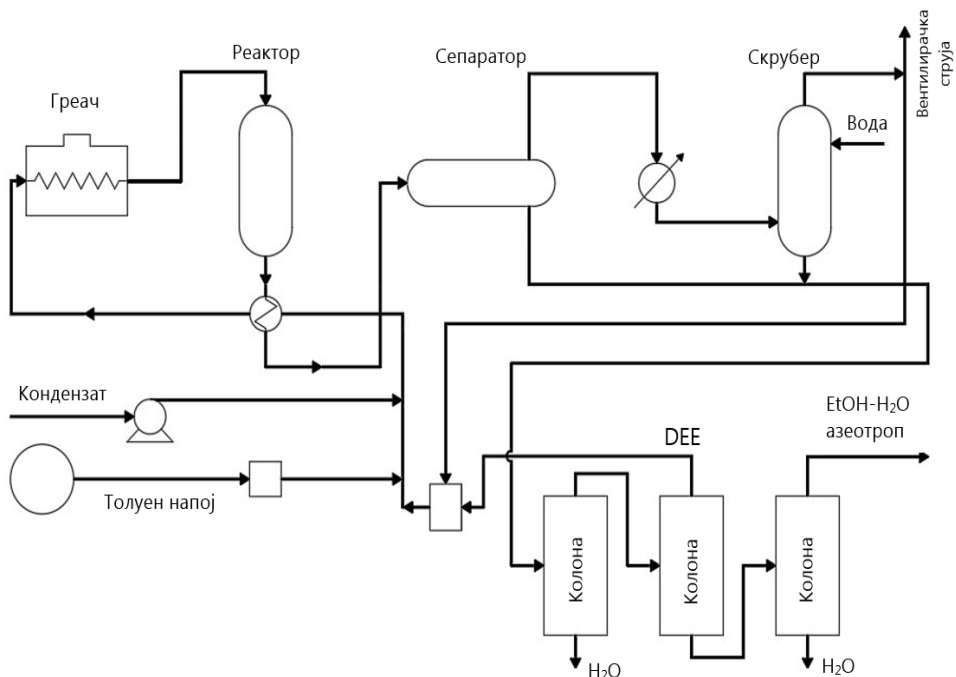 Реактор
Сепаратор
Скрубер
Вентилирачка
струја
Греач
Вода
Кондензат
Толуен напој
DEE
EtOH-H₂O
азеотроп
Колона
Колона
Колона
H₂O
H₂O